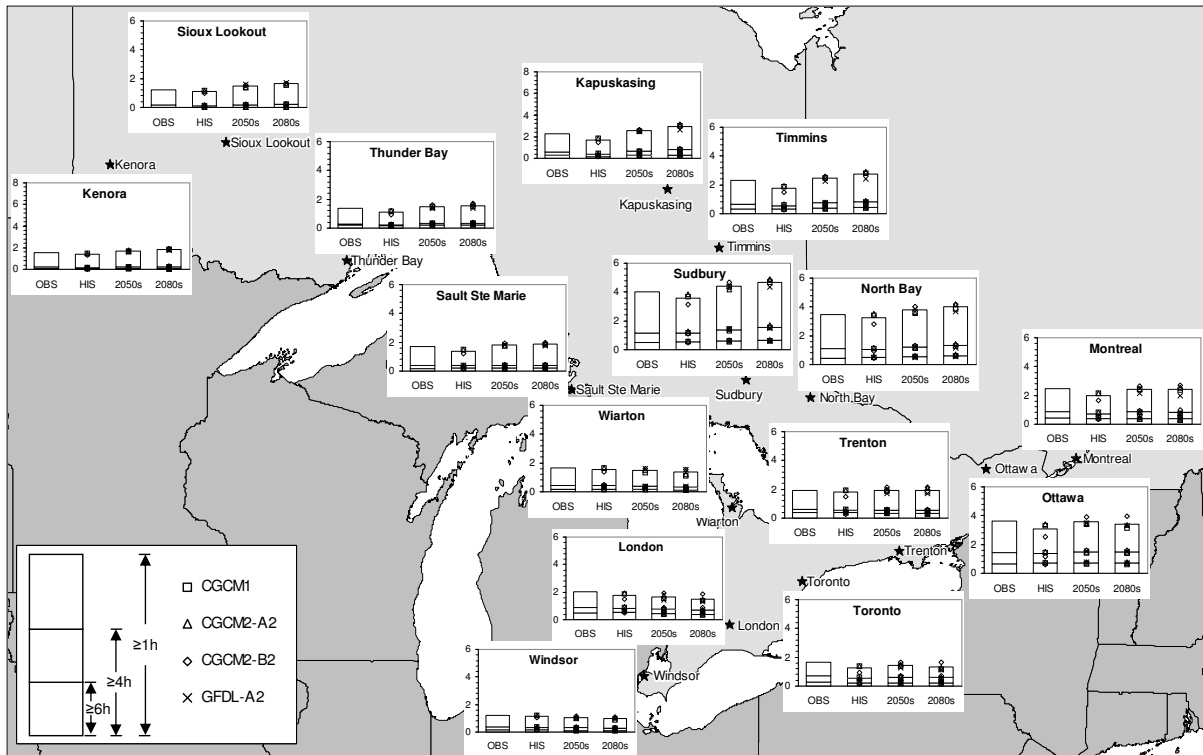 Sioux Lookout
6
4
2
0
OBS HIS 2050s 2080s
Sioux Lookout
Kenora
Kenora
8
6
4
2
0
OBS HIS 2050s 2080s
Thunder Bay
6
4
2
0
OBS HIS 2050s 2080s
Thunder Bay
Kapuskasing
8
6
4
2
0
OBS HIS 2050s 2080s
Kapuskasing
Timmins
6
4
2
0
OBS HIS 2050s 2080s
Timmins
Sault Ste Marie
6
4
2
0
OBS HIS 2050s 2080s
Sault Ste Marie
Sudbury
6
4
2
0
OBS HIS 2050s 2080s
Sudbury
North Bay
6
4
2
0
OBS HIS 2050s 2080s
North Bay
Montreal
6
4
2
0
OBS HIS 2050s 2080s
Montreal
Wiarton
6
4
2
0
OBS HIS 2050s 2080s
Wiarton
Trenton
6
4
2
0
OBS HIS 2050s 2080s
Trenton
Ottawa
Ottawa
6
4
2
0
OBS HIS 2050s 2080s
London
6
4
2
0
OBS HIS 2050s 2080s
London
Toronto
Toronto
6
4
2
0
OBS HIS 2050s 2080s
Windsor
6
4
2
0
OBS HIS 2050s 2080s
Windsor
≥1h
≥4h
≥6h
CGCM1
CGCM2-A2
CGCM2-B2
GFDL-A2